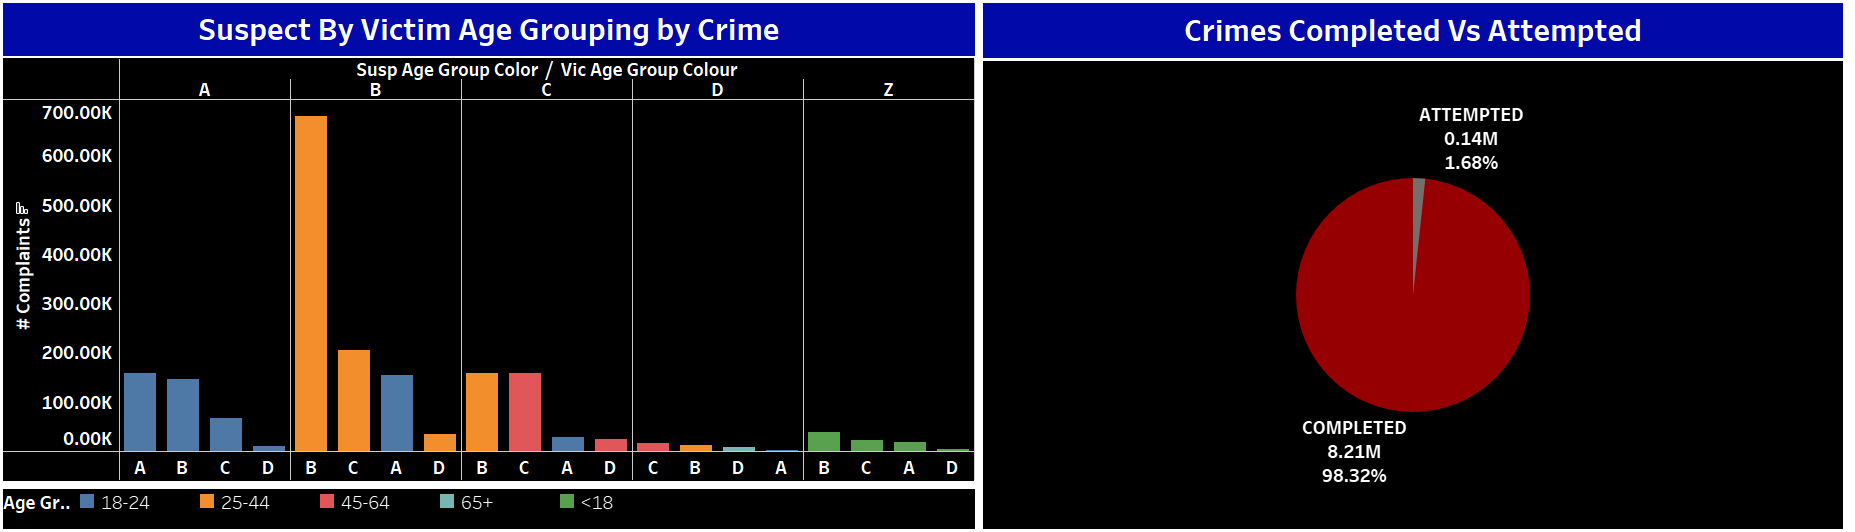 Suspect By Victim Age Grouping by Crime
Susp Age Group Color / Vic Age Group Colour
A B C D Z
# Complaints
700.00K
600.00K
500.00K
400.00K
300.00K
200.00K
100.00K
0.00K
A B C D B C A D B C A D C B D A B C A D
Age Gr.. 18-24 25-44 45-64 65+ <18
Crimes Completed Vs Attempted
ATTEMPTED
0.14M
1.68%
COMPLETED
8.21M
98.32%